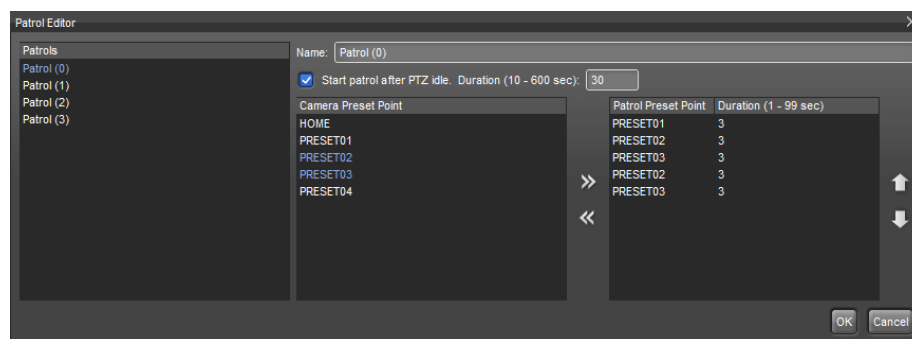 Patrol Editor
Patrols
Patrol (0)
Patrol (1)
Patrol (2)
Patrol (3)
Name: Patrol (0)
Start patrol after PTZ idle. Duration (10 - 600 sec): 30
Camera Preset Point
HOME
PRESET01
PRESET02
PRESET03
PRESET04
Patrol Preset Point Duration (1 - 99 sec)
PRESET01 3
PRESET02 3
PRESET03 3
PRESET02 3
PRESET03 3
OK Cancel